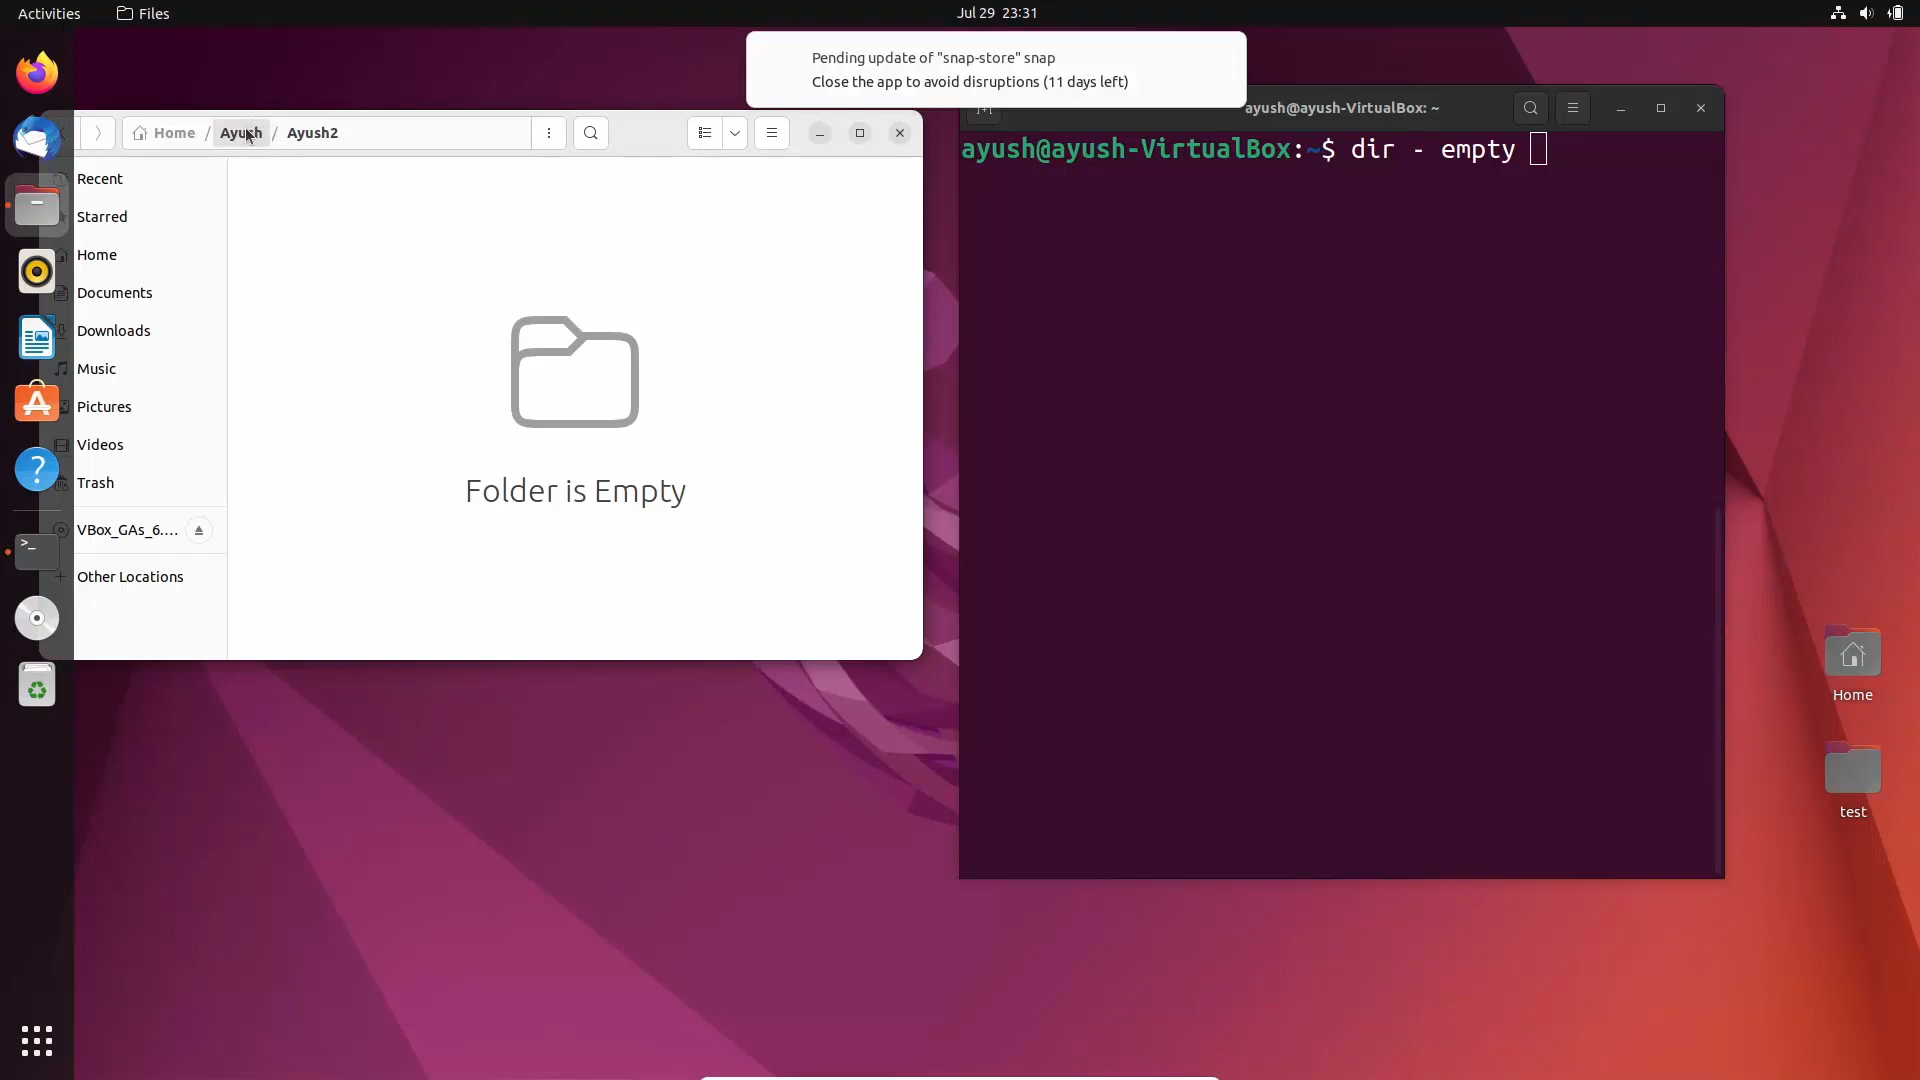 Activities
Files
Jul 29 23:31
Pending update of "snap-store" snap
Close the app to avoid disruptions (11 days left)
Home / Ayush / Ayush2
ayush@ayush-VirtualBox: ~
ayush@ayush-VirtualBox:~$ dir - empty
Recent
Starred
Home
Documents
Downloads
Music
Pictures
Videos
Trash
VBox_GAs_6....
Other Locations
Folder is Empty
Home
test